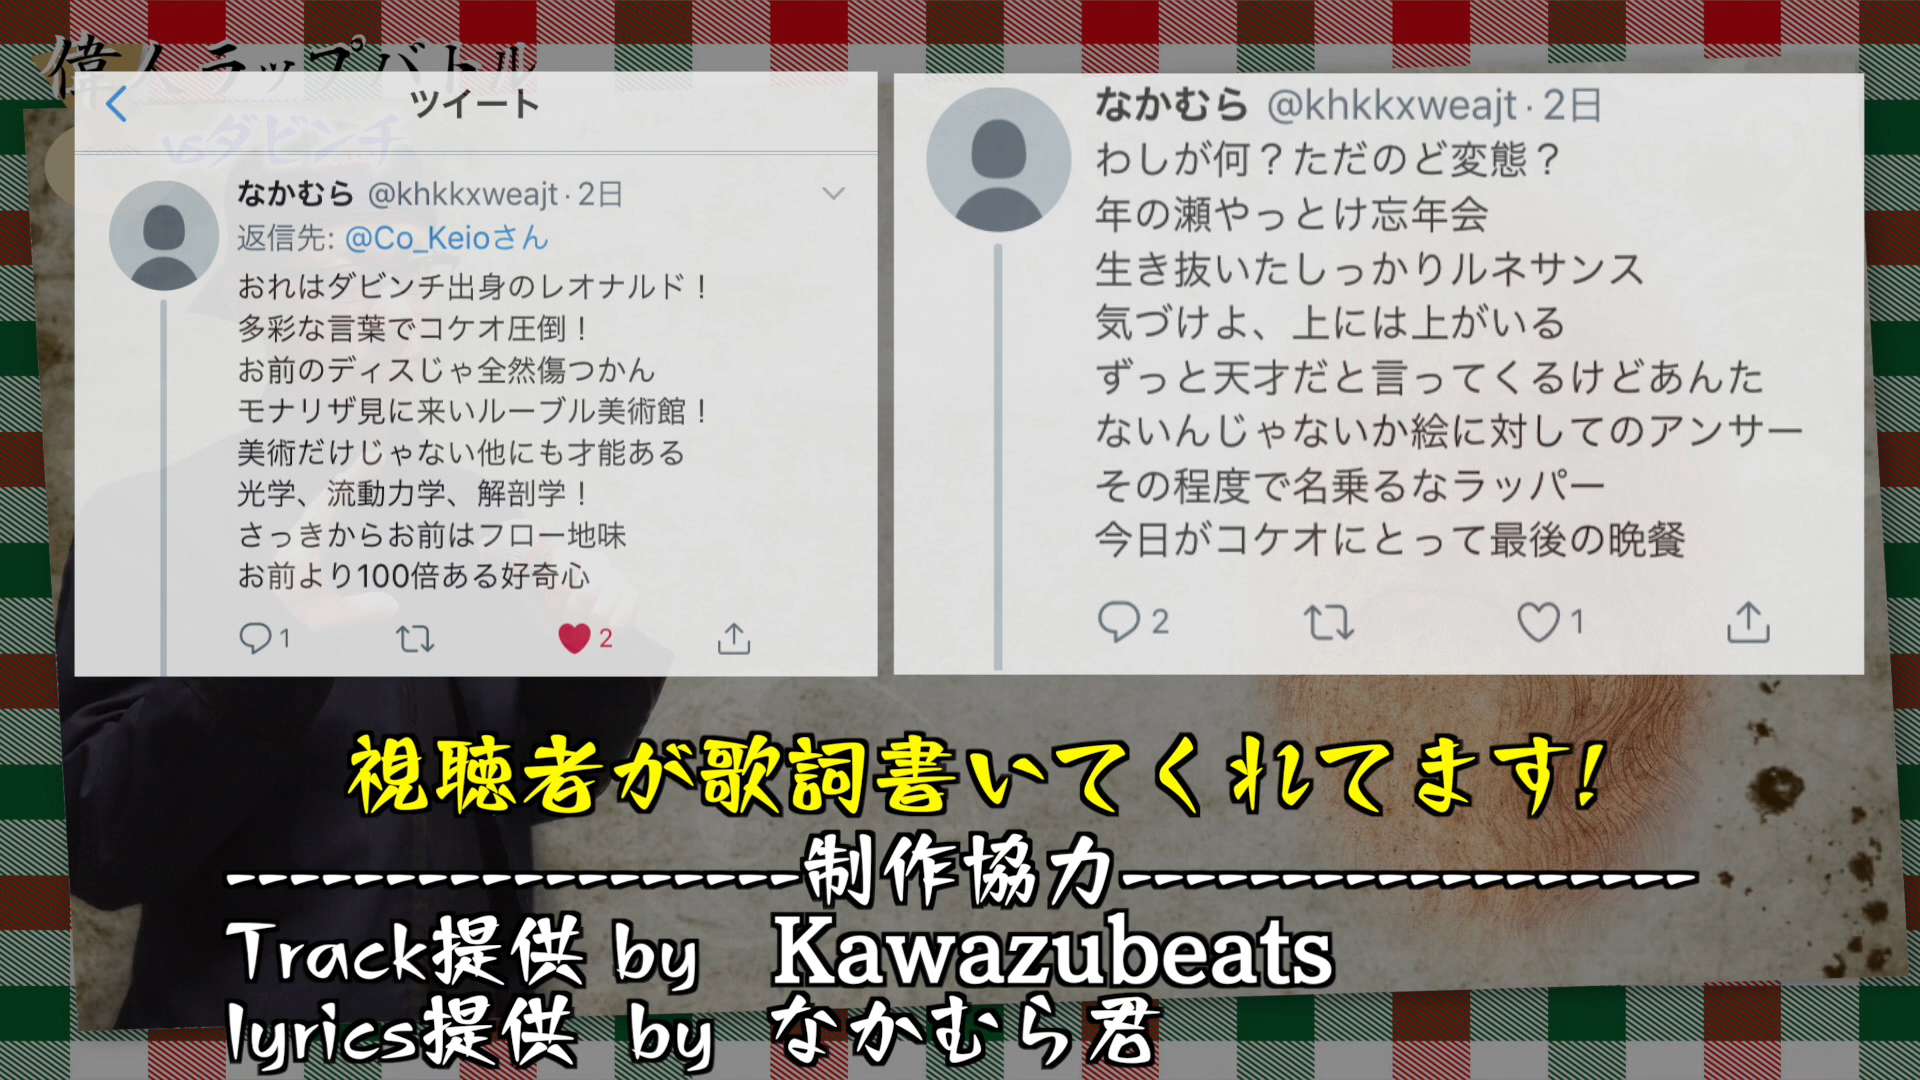 偉人ラップバトル
vsダビンチ
ツイート
なかむら @khkkxweajt · 2日
返信先: @Co_Keioさん
おれはダビンチ出身のレオナルド！
多彩な言葉でコケオ圧倒！
お前のディスじゃ全然傷つかん
モナリザ見に来いルーブル美術館！
美術だけじゃない他にも才能ある
光学、流動力学、解剖学！
さっきからお前はフロー地味
お前より100倍ある好奇心
1
2
なかむら @khkkxweajt · 2日
わしが何？ただのど変態？
年の瀬やっとけ忘年会
生き抜いたしっかりルネサンス
気づけよ、上には上がいる
ずっと天才だと言ってくるけどあんた
ないんじゃないか絵に対してのアンサー
その程度で名乗るなラッパー
今日がコケオにとって最後の晩餐
2
1
視聴者が歌詞書いてくれてます!
------------------制作協力------------------
Track提供 by Kawazubeats
lyrics提供 by なかむら君